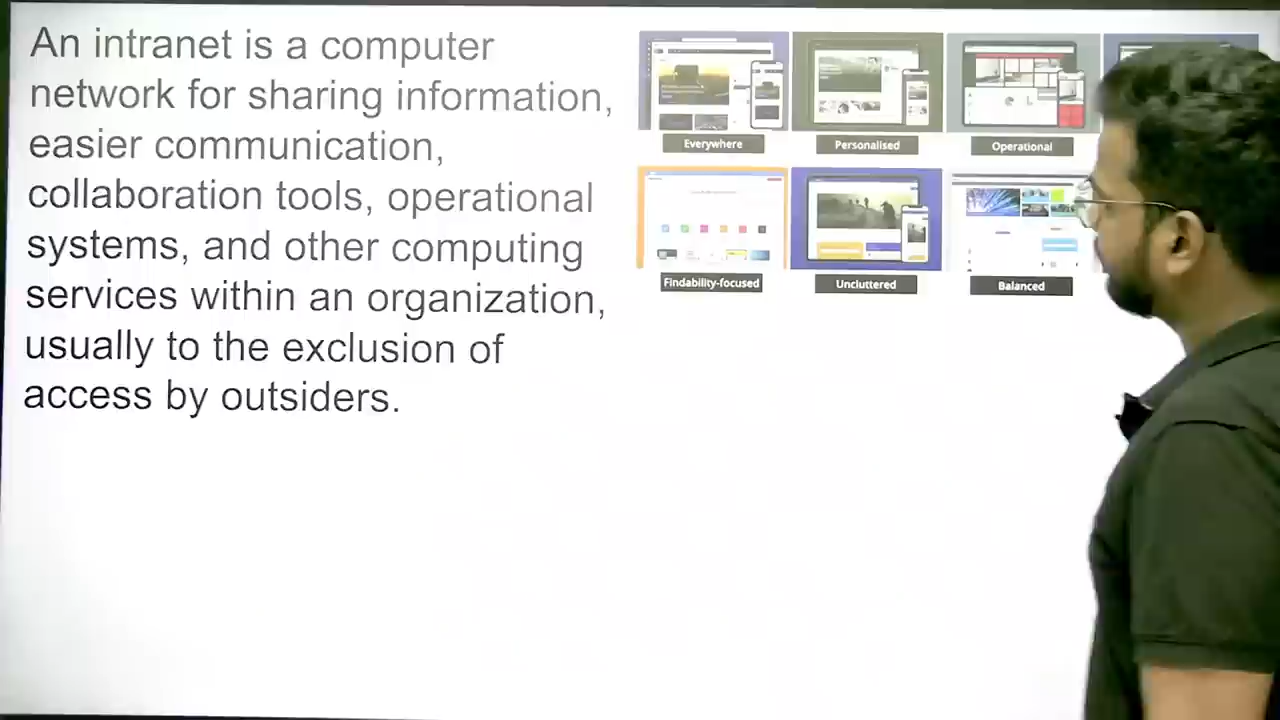 An intranet is a computer
network for sharing information,
easier communication,
collaboration tools, operational
systems, and other computing
services within an organization,
usually to the exclusion of
access by outsiders.
Everywhere
Personalised
Operational
Findability-focused
Uncluttered
Balanced